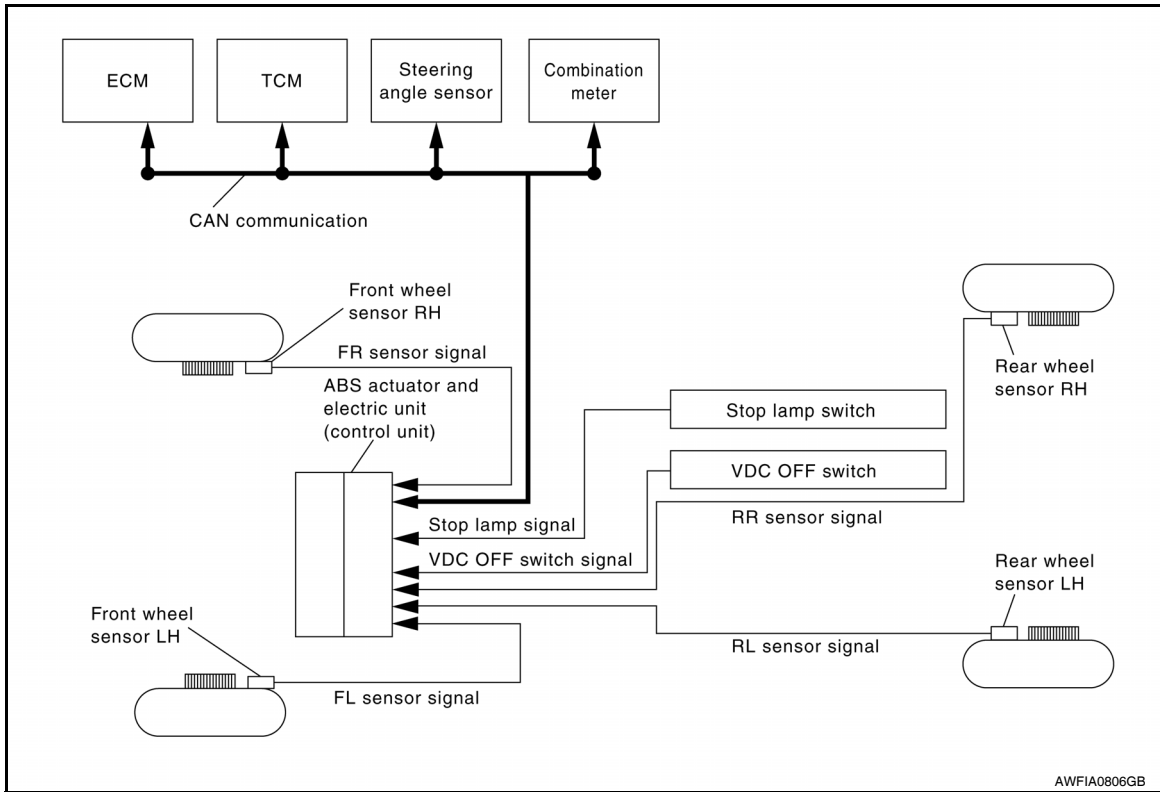 ECM
TCM
Steering
angle sensor
Combination
meter
CAN communication
Front wheel
sensor RH
FR sensor signal
ABS actuator and
electric unit
(control unit)
Rear wheel
sensor RH
Stop lamp switch
VDC OFF switch
RR sensor signal
Stop lamp signal
VDC OFF switch signal
Rear wheel
sensor LH
Front wheel
sensor LH
RL sensor signal
FL sensor signal
AWFIA0806GB